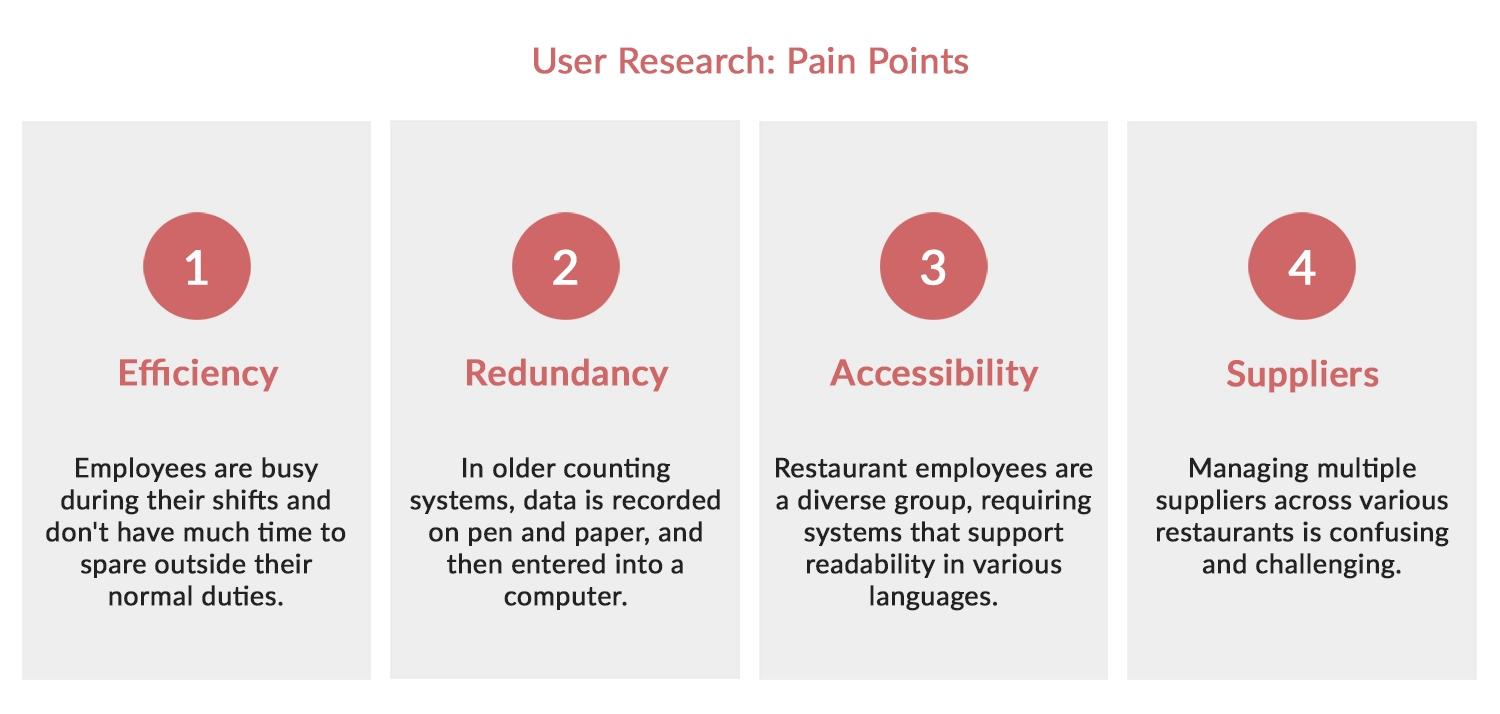 User Research: Pain Points
1
Efficiency
Employees are busy
during their shifts and
don't have much time to
spare outside their
normal duties.
2
Redundancy
In older counting
systems, data is recorded
on pen and paper, and
then entered into a
computer.
3
Accessibility
Restaurant employees are
a diverse group, requiring
systems that support
readability in various
languages.
4
Suppliers
Managing multiple
suppliers across various
restaurants is confusing
and challenging.